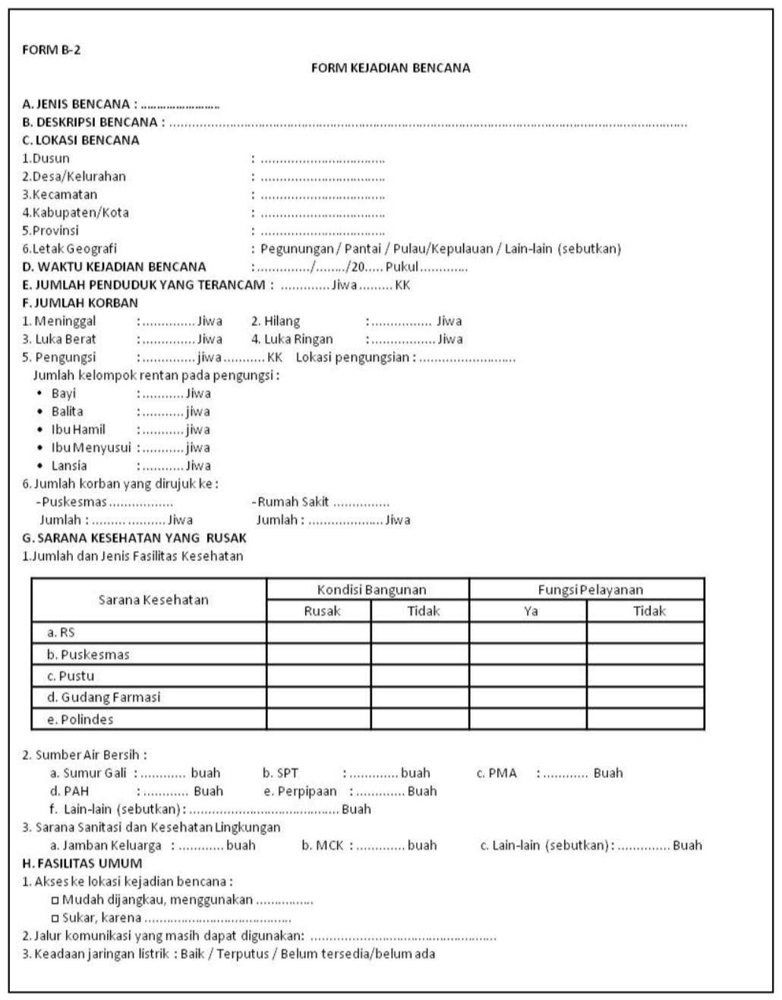 FORM B-2
FORM KEJADIAN BENCANA
A. JENIS BENCANA : .........................
B. DESKRIPSI BENCANA : ..........................................................................................................................................
C. LOKASI BENCANA
1.Dusun : .................................
2.Desa/Kelurahan : .................................
3.Kecamatan : .................................
4.Kabupaten/Kota : .................................
5.Provinsi : .................................
6.Letak Geografi : Pegunungan / Pantai / Pulau/Kepulauan / Lain-lain (sebutkan)
D. WAKTU KEJADIAN BENCANA :............../......../20..... Pukul.............
E. JUMLAH PENDUDUK YANG TERANCAM : ............. Jiwa ......... KK
F. JUMLAH KORBAN
1. Meninggal :.............. Jiwa 2. Hilang :................ Jiwa
3. Luka Berat :.............. Jiwa 4. Luka Ringan :................. Jiwa
5. Pengungsi :.............. jiwa ........... KK Lokasi pengungsian : ..........................
Jumlah kelompok rentan pada pengungsi :
• Bayi :........... Jiwa
• Balita :........... jiwa
• Ibu Hamil :........... jiwa
• Ibu Menyusui :........... jiwa
• Lansia :........... Jiwa
6. Jumlah korban yang dirujuk ke :
-Puskesmas ................. -Rumah Sakit ...............
Jumlah : ................... Jiwa Jumlah : .................... Jiwa
G. SARANA KESEHATAN YANG RUSAK
1.Jumlah dan Jenis Fasilitas Kesehatan
Sarana Kesehatan Kondisi Bangunan Fungsi Pelayanan
Rusak Tidak Ya Tidak
a. RS
b. Puskesmas
c. Pustu
d. Gudang Farmasi
e. Polindes
2. Sumber Air Bersih :
a. Sumur Gali : ............ buah b. SPT : ............. buah c. PMA : ............ Buah
d. PAH : ............ Buah e. Perpipaan : ............. Buah
f. Lain-lain (sebutkan) : ........................................ Buah
3. Sarana Sanitasi dan Kesehatan Lingkungan
a. Jamban Keluarga : ............ buah b. MCK : ............. buah c. Lain-lain (sebutkan) : .............. Buah
H. FASILITAS UMUM
1. Akses ke lokasi kejadian bencana :
□ Mudah dijangkau, menggunakan ...............
□ Sukar, karena .......................................
2. Jalur komunikasi yang masih dapat digunakan: ..................................................
3. Keadaan jaringan listrik : Baik / Terputus / Belum tersedia/belum ada